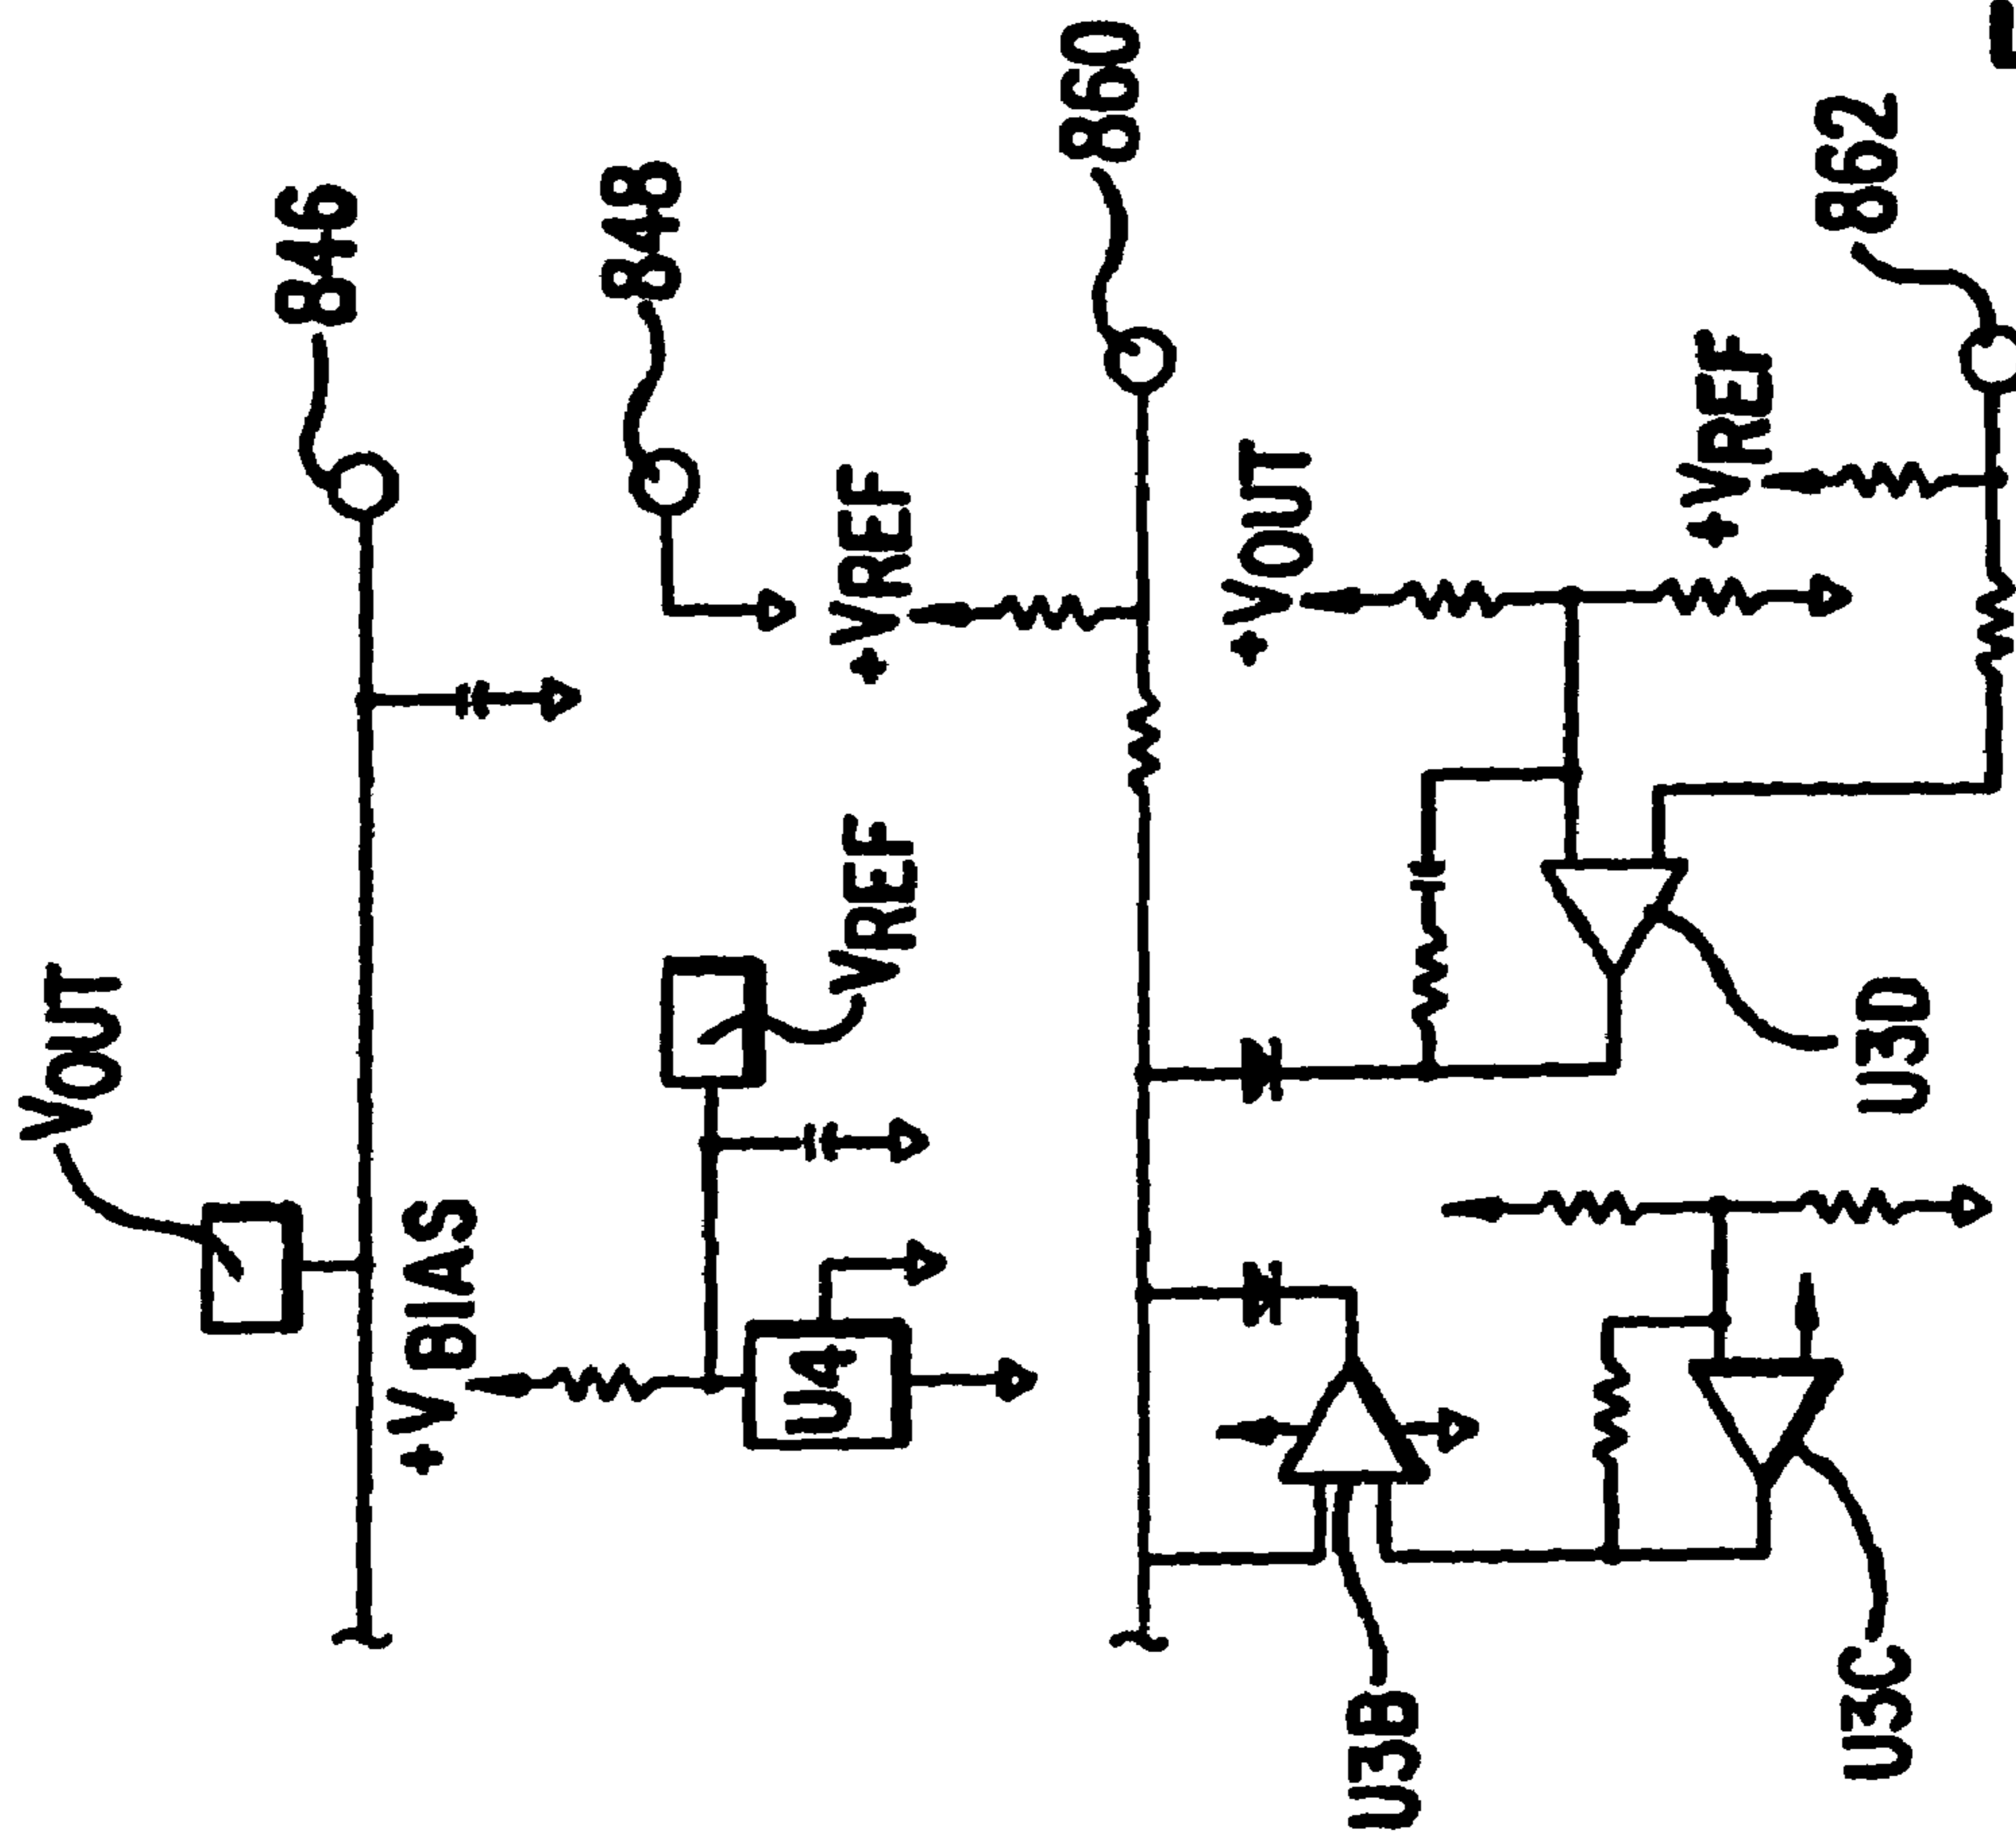 846
848
860
862
VOUT
+VBIAS
VREF
+VREF
+VOUT
+VREF
U4
U3D
U3B
U3C